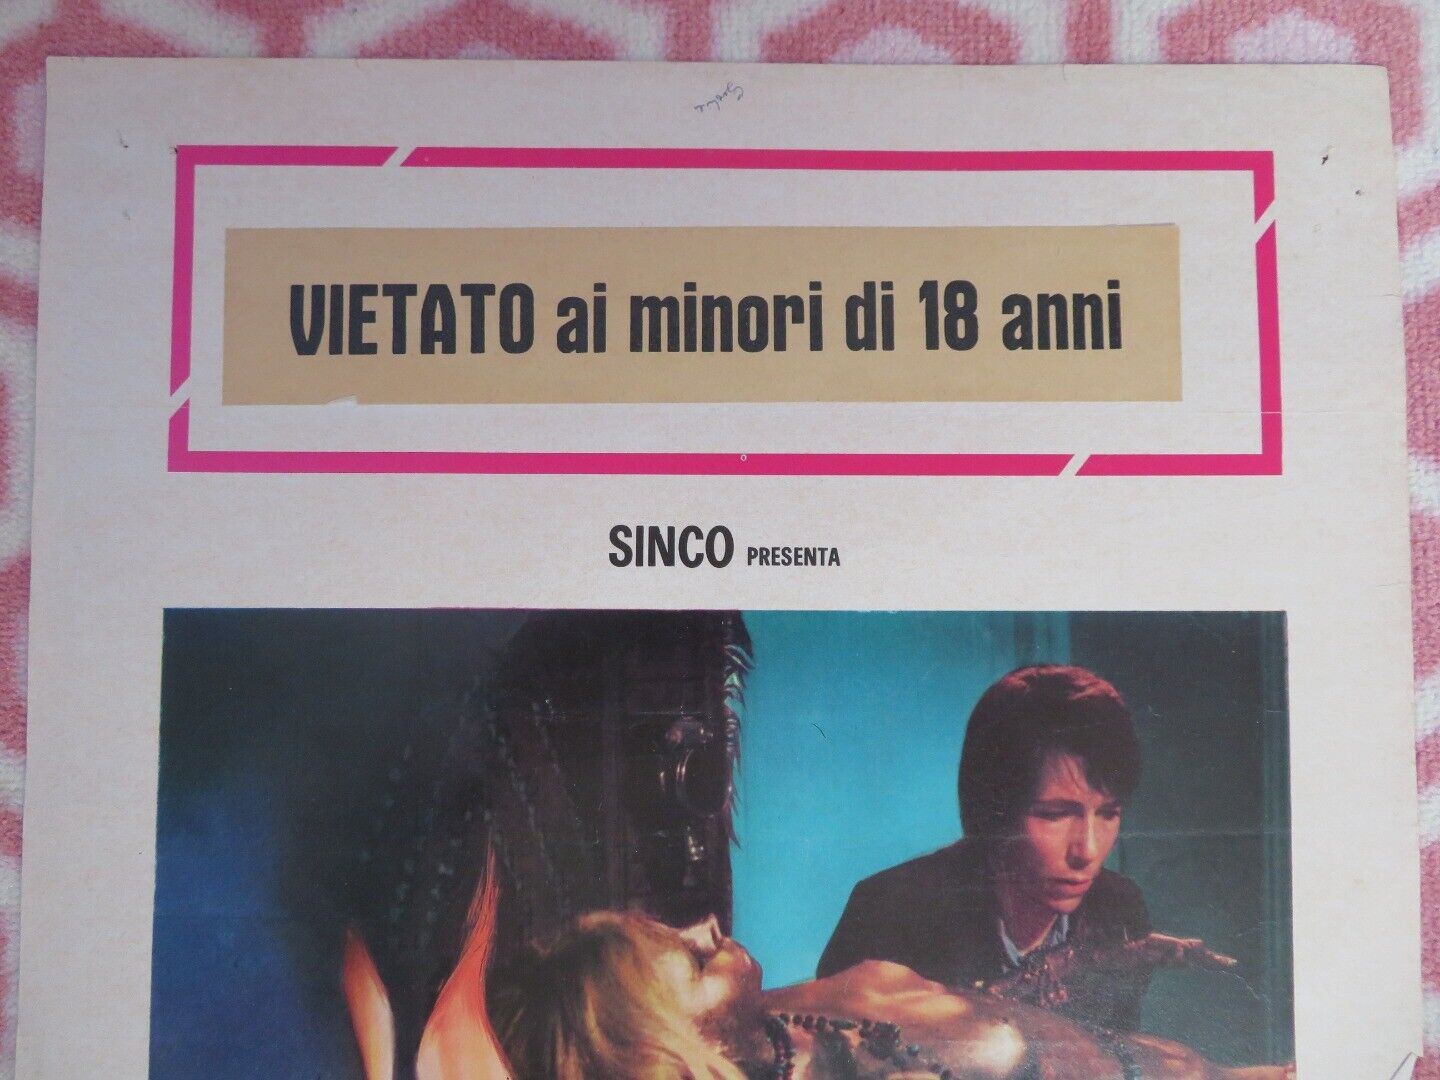 VIETATO ai minori di 18 anni
SINCO PRESENTA